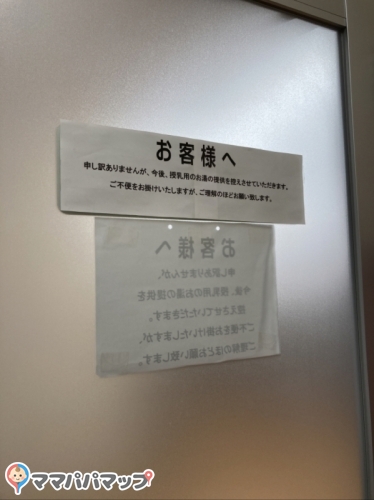 お客様へ
申し訳ありませんが、今後、授乳用のお湯の提供を控えさせていただきます。
ご不便をお掛けいたしますが、ご理解のほどお願い致します。
お客様へ
申し訳ありませんが、
今後、授乳用のお湯の提供を
控えさせていただきます。
ご不便をお掛けいたしますが、
ご理解のほどお願い致します。
ママパパマップ